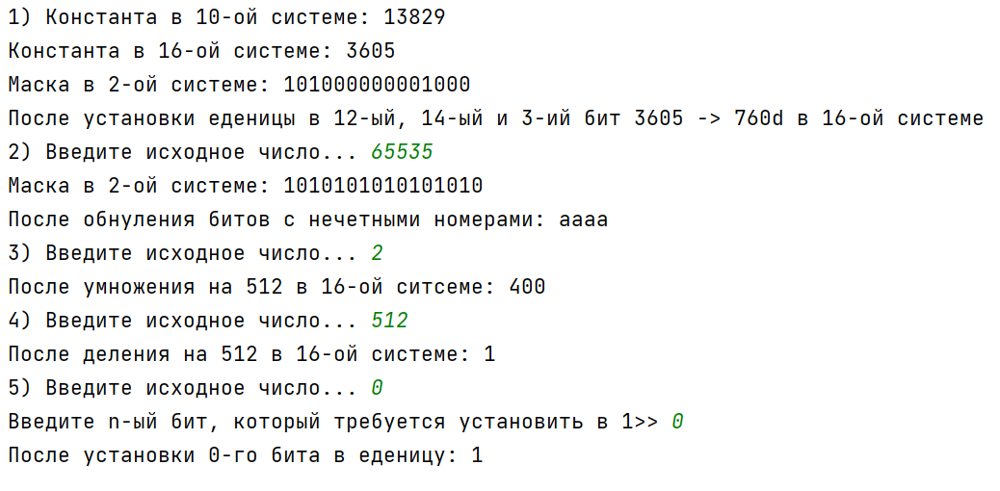 1) Константа в 10-ой системе: 13829
Константа в 16-ой системе: 3605
Маска в 2-ой системе: 101000000001000
После установки еденицы в 12-ый, 14-ый и 3-ий бит 3605 -> 760d в 16-ой системе
2) Введите исходное число... 65535
Маска в 2-ой системе: 1010101010101010
После обнуления битов с нечетными номерами: aaaa
3) Введите исходное число... 2
После умножения на 512 в 16-ой ситсеме: 400
4) Введите исходное число... 512
После деления на 512 в 16-ой системе: 1
5) Введите исходное число... 0
Введите n-ый бит, который требуется установить в 1>> 0
После установки 0-го бита в еденицу: 1